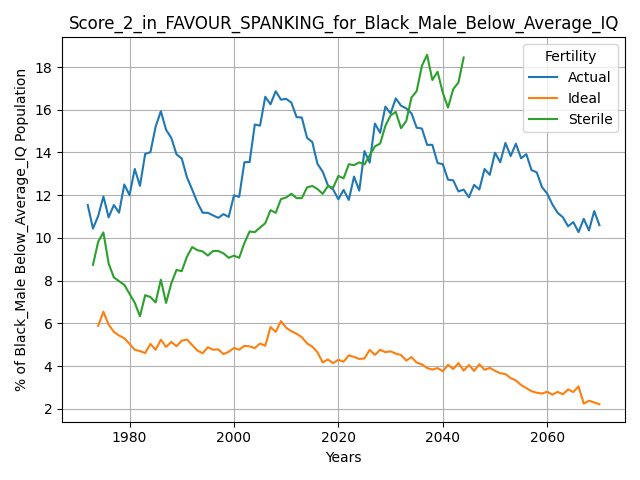 Score_2_in_FAVOUR_SPANKING_for_Black_Male_Below_Average_IQ
% of Black_Male Below_Average_IQ Population
18
16
14
12
10
8
6
4
2
Fertility
Actual
Ideal
Sterile
1980
2000
2020
2040
2060
Years